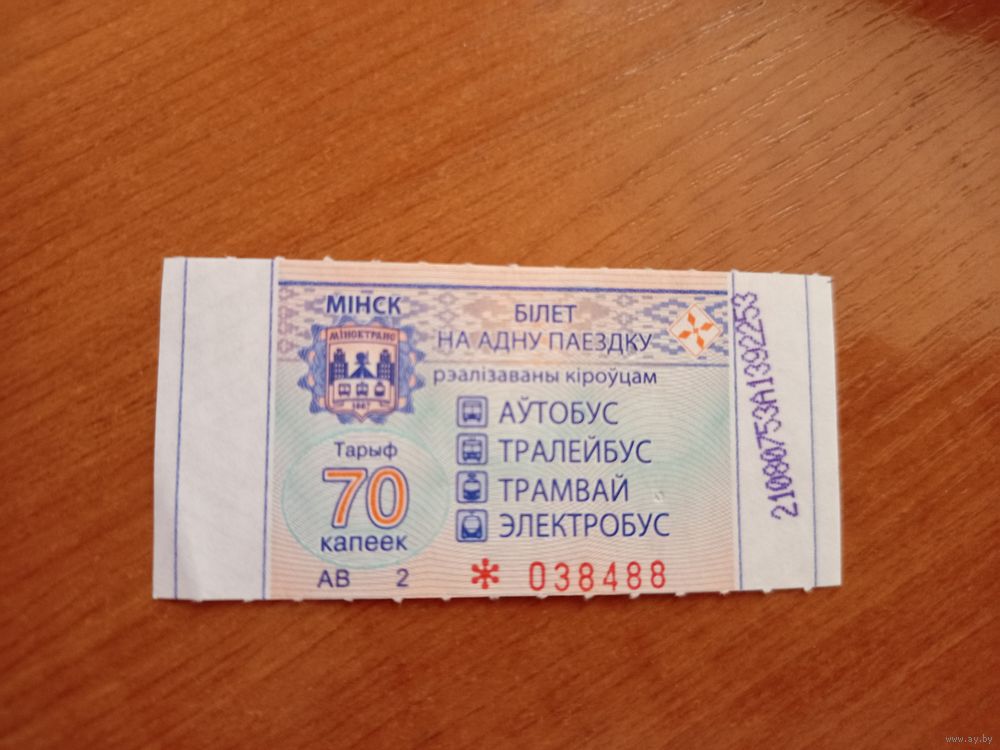 МІНСК
МІНСКТРАНС
БІЛЕТ
НА АДНУ ПАЕЗДКУ
рэалізаваны кіроўцам
АЎТОБУС
ТРАЛЕЙБУС
ТРАМВАЙ
ЭЛЕКТРОБУС
Тарыф
70
капеек
АВ 2
* 038488
21080753A1392253
www.ay.by